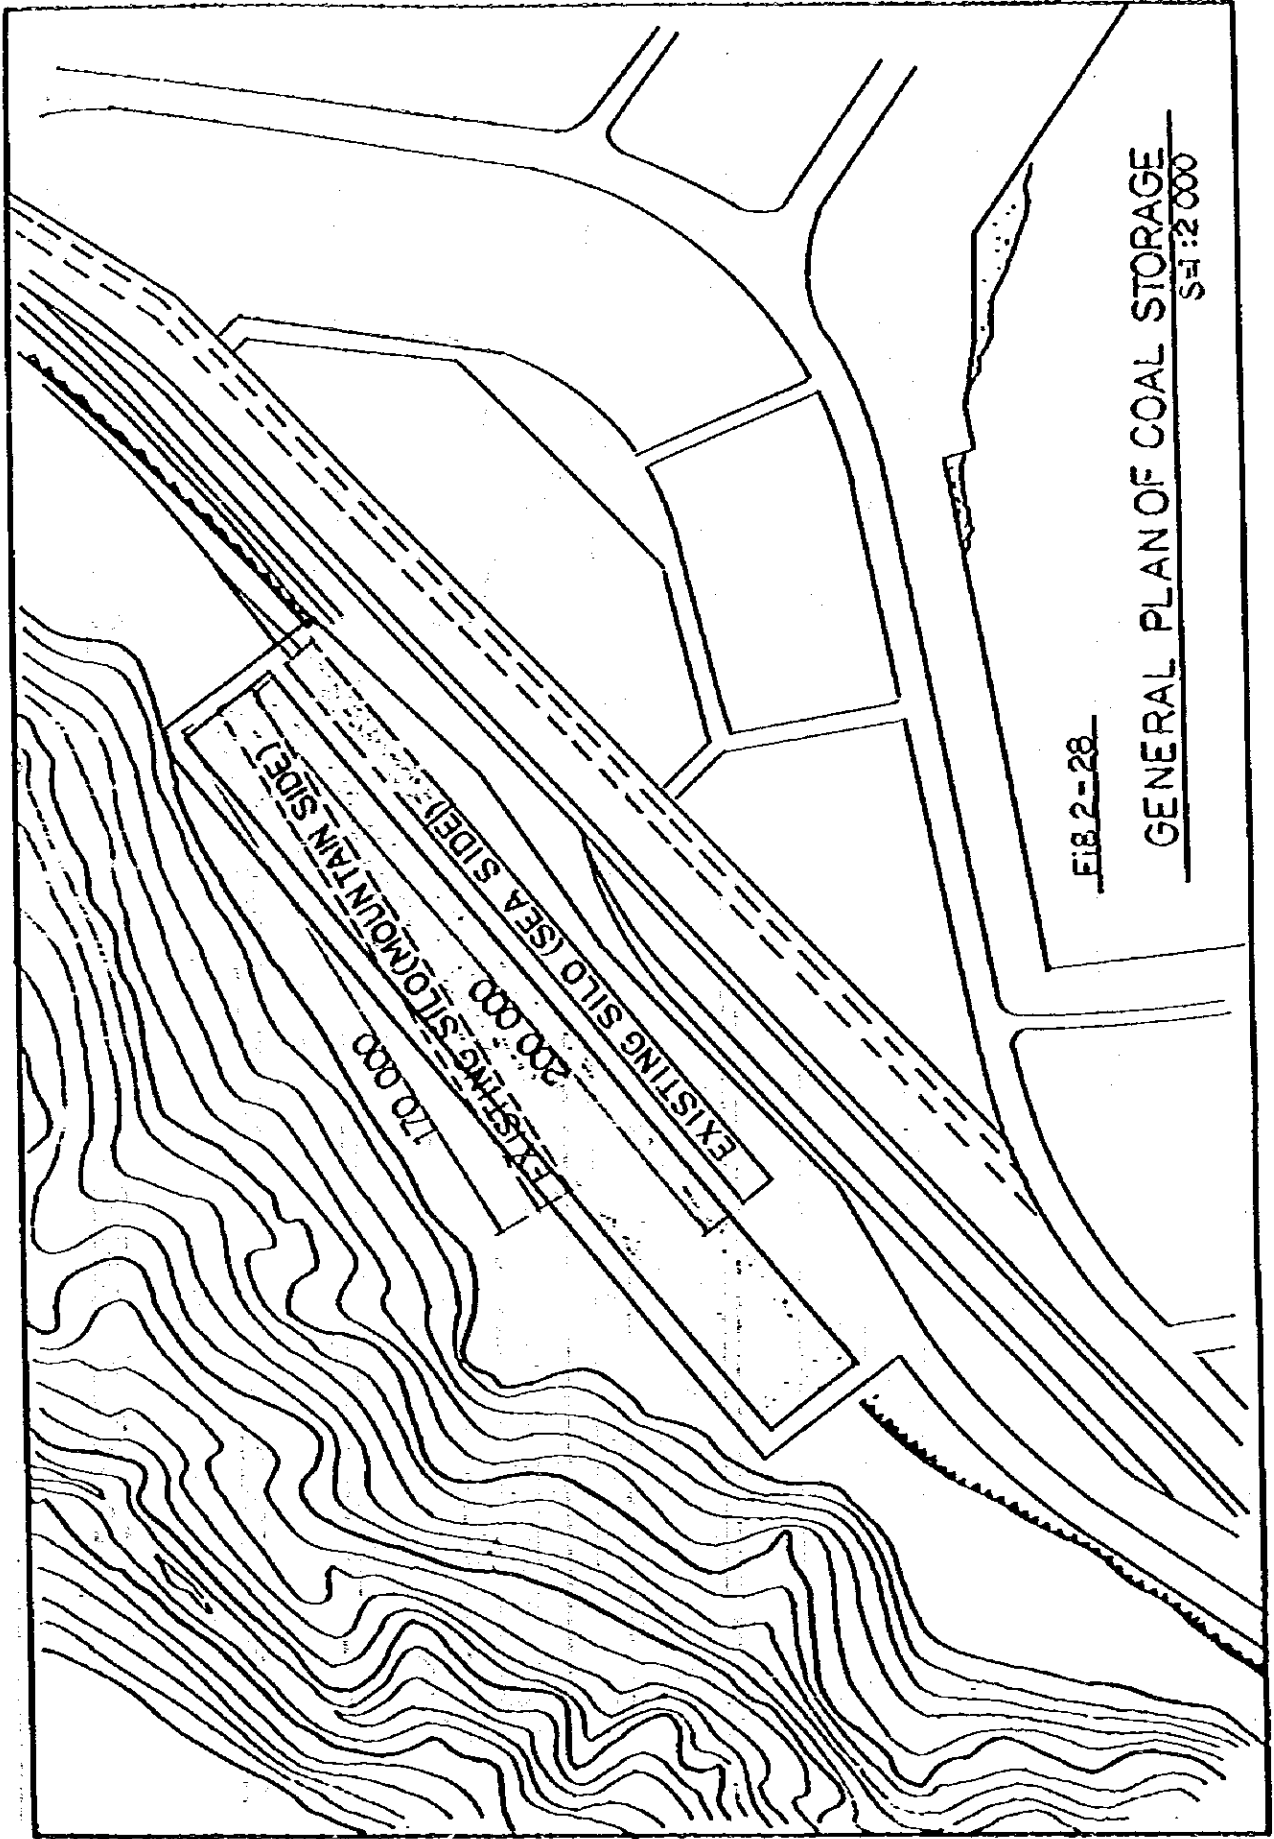 170.000
EXISTING SILO (MOUNTAIN SIDE)
200.000
EXISTING SILO (SEA SIDE)
FIG 2-28
GENERAL PLAN OF COAL STORAGE
S=1:2000